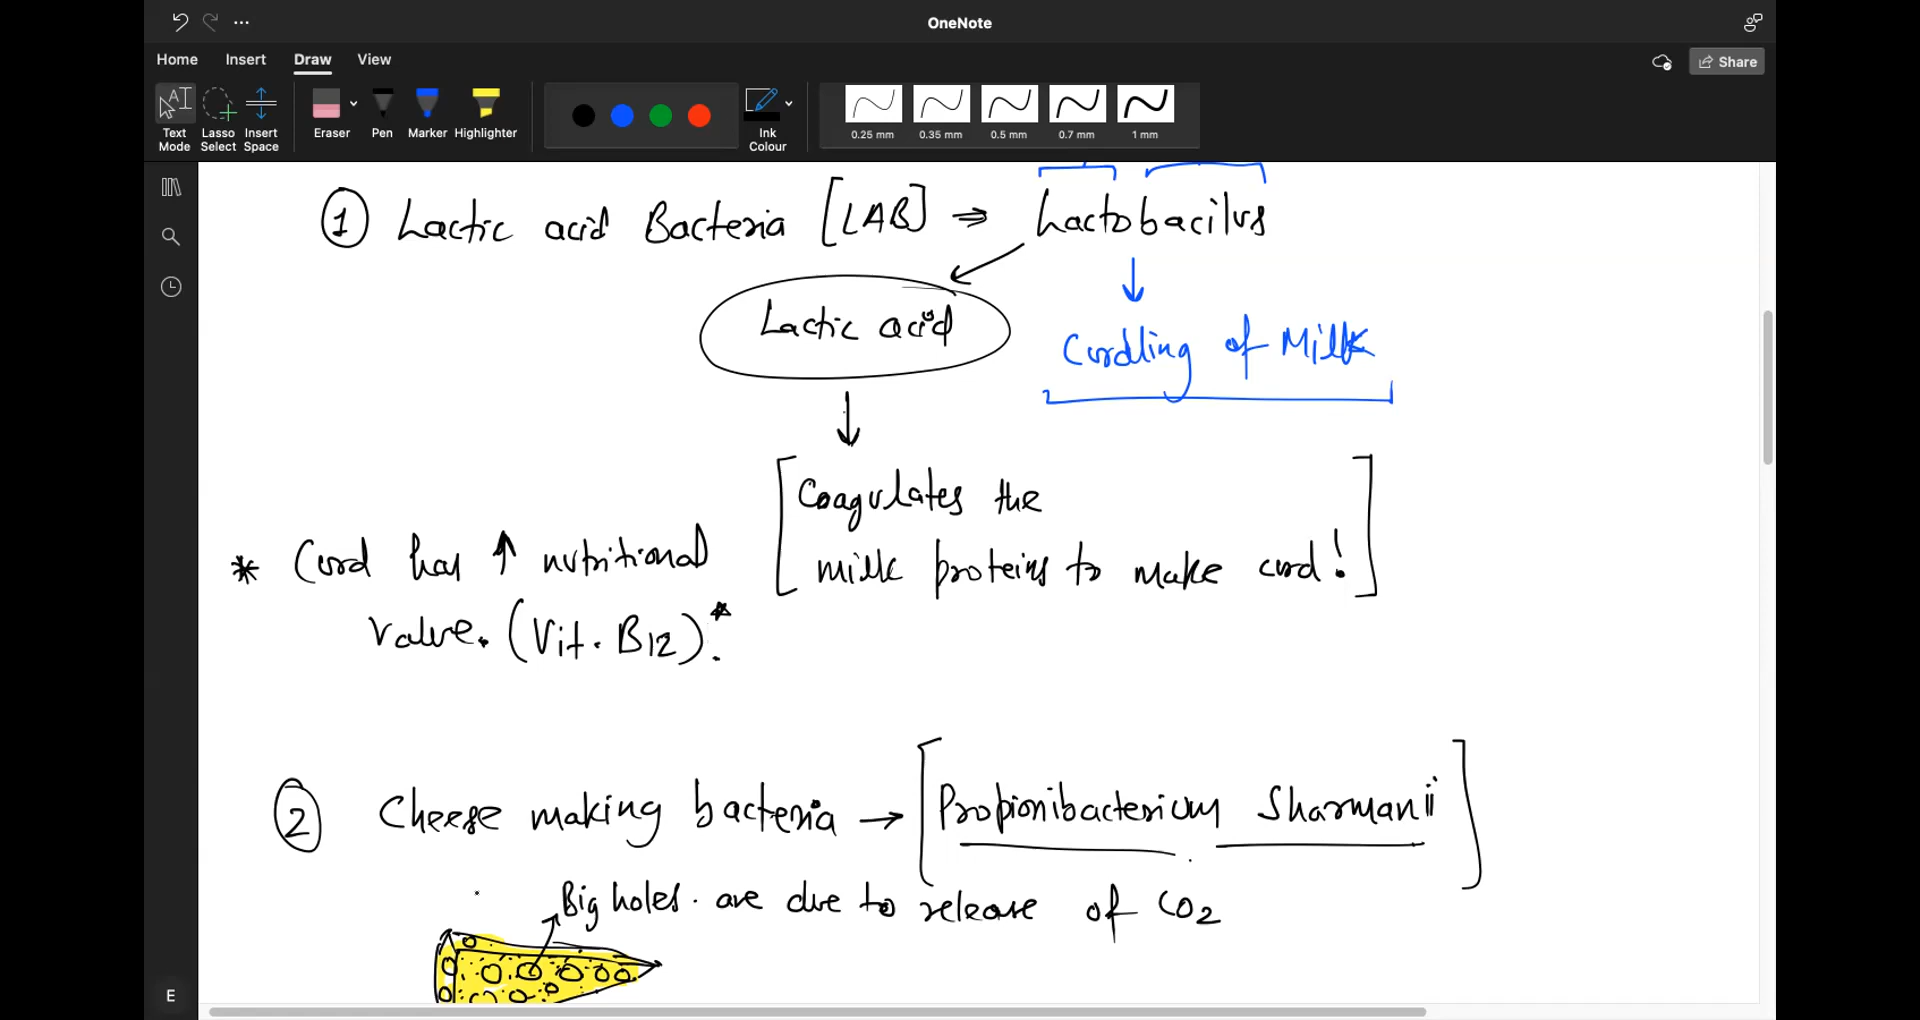 OneNote
Home Insert Draw View
Share
Text Mode
Lasso Select
Insert Space
Eraser
Pen
Marker
Highlighter
Ink Colour
0.25 mm
0.35 mm
0.5 mm
0.7 mm
1 mm
① Lactic acid Bacteria [LAB] ⇒ Lactobacilus
Lactic acid
Curdling of Milk
[Coagulates the
milk proteins to make curd!]
* Curd has ↑ nutritional
value. (Vit. B12).*
② Cheese making bacteria → [Propionibacterium Sharmanii]
Big holes. are due to release of CO2
E